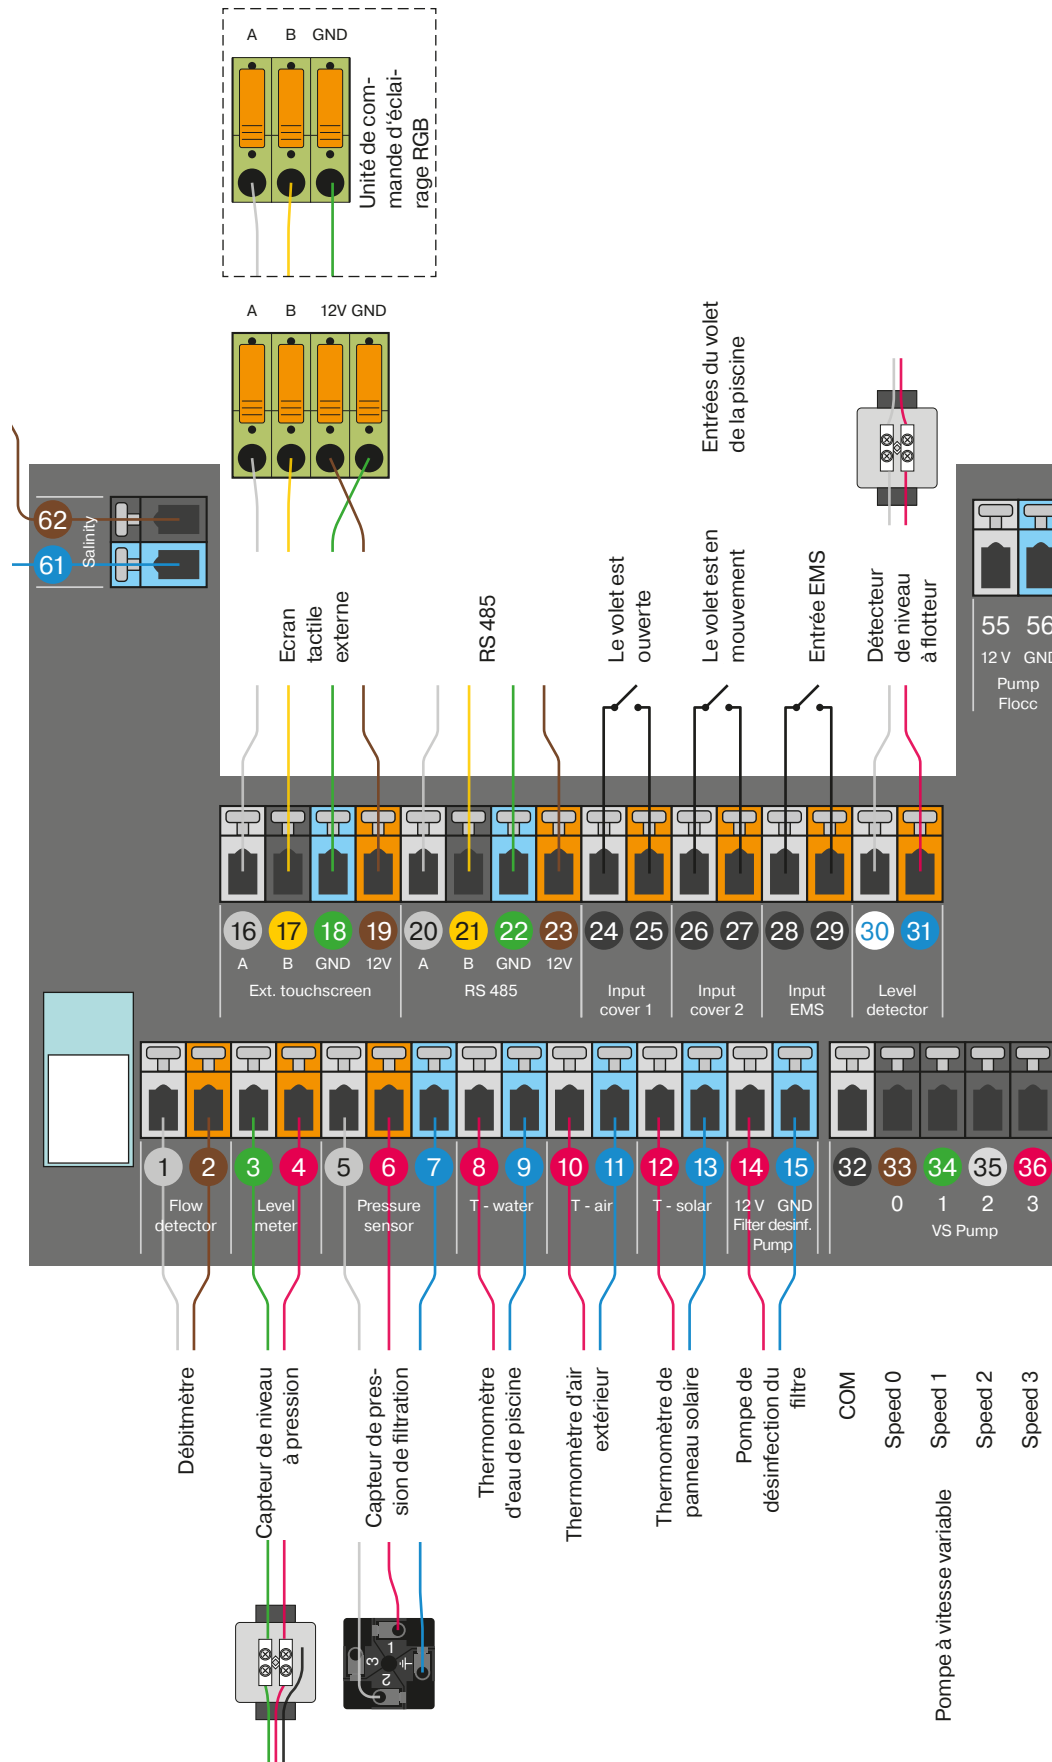 A B GND
Unité de com-
mande d'éclai-
rage RGB
A B 12V GND
Entrées du volet
de la piscine
62
61
Salinity
Ecran
tactile
externe
RS 485
Le volet est
ouverte
Le volet est en
mouvement
Entrée EMS
Détecteur
de niveau
à flotteur
55 56
12 V GND
Pump
Flocc
16 17 18 19 20 21 22 23 24 25 26 27 28 29 30 31
A B GND 12V A B GND 12V
Ext. touchscreen
RS 485
Input
cover 1
Input
cover 2
Input
EMS
Level
detector
1 2 3 4 5 6 7 8 9 10 11 12 13 14 15 32 33 34 35 36
0 1 2 3
Flow
detector
Level
meter
Pressure
sensor
T - water
T - air
T - solar
12 V GND
Filter desinf.
Pump
VS Pump
Débitmètre
Capteur de niveau
à pression
Capteur de pres-
sion de filtration
Thermomètre
d'eau de piscine
Thermomètre d'air
extérieur
Thermomètre de
panneau solaire
Pompe de
désinfection du
filtre
COM
Speed 0
Speed 1
Speed 2
Speed 3
Pompe à vitesse variable
1
3
2